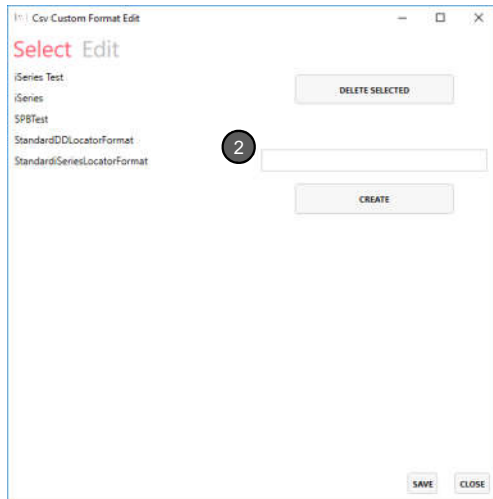 Csv Custom Format Edit
Select Edit
iSeries Test
DELETE SELECTED
iSeries
SPBTest
StandardDDLocatorFormat
2
StandardiSeriesLocatorFormat
CREATE
SAVE CLOSE